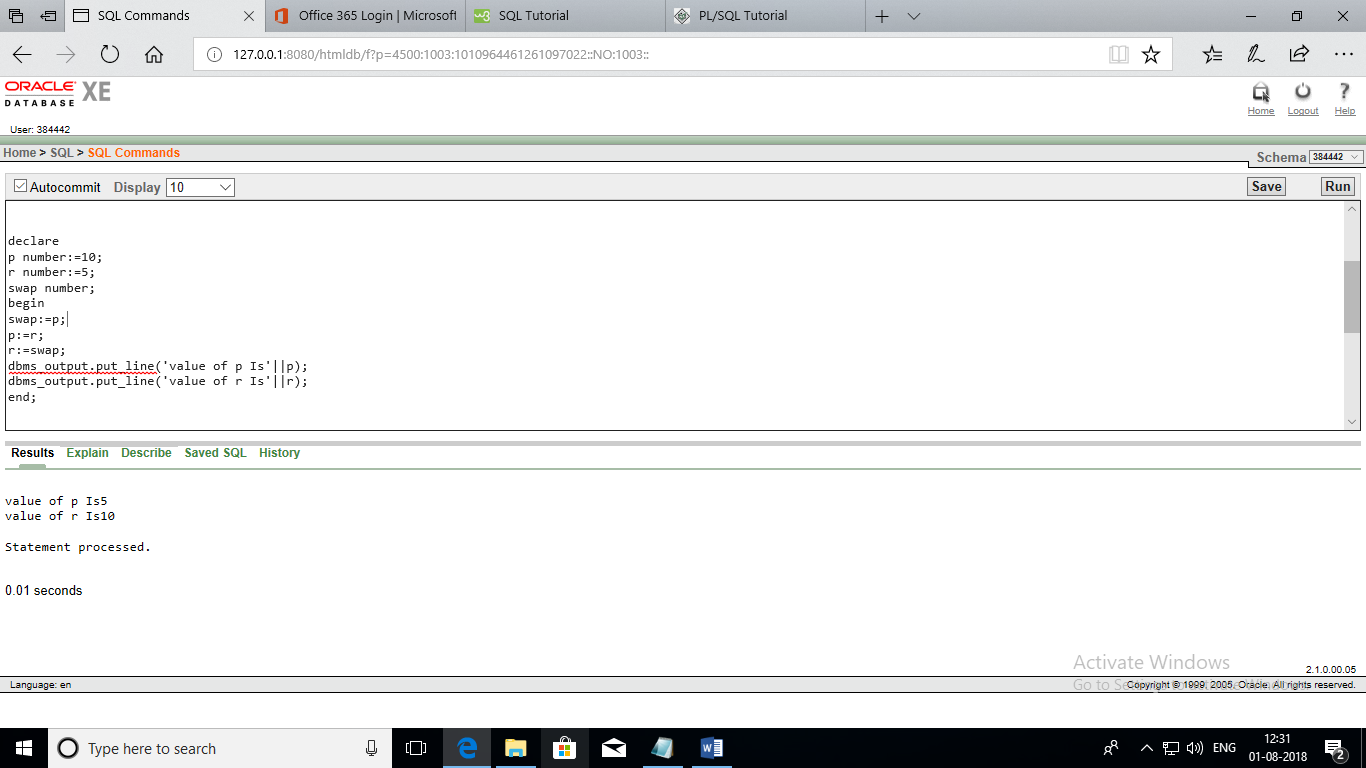 SQL Commands
Office 365 Login | Microsoft
SQL Tutorial
PL/SQL Tutorial
127.0.0.1:8080/htmldb/f?p=4500:1003:1010964461261097022::NO:1003::
ORACLE
DATABASE XE
Home Logout Help
User: 384442
Home > SQL > SQL Commands
Schema 384442
Autocommit Display 10
Save Run
declare
p number:=10;
r number:=5;
swap number;
begin
swap:=p;
p:=r;
r:=swap;
dbms_output.put_line('value of p Is'||p);
dbms_output.put_line('value of r Is'||r);
end;
Results Explain Describe Saved SQL History
value of p Is5
value of r Is10
Statement processed.
0.01 seconds
Activate Windows
2.1.0.00.05
Language: en
Go to
Copyright © 1999, 2005, Oracle. All rights reserved.
Type here to search
ENG
12:31
01-08-2018
2